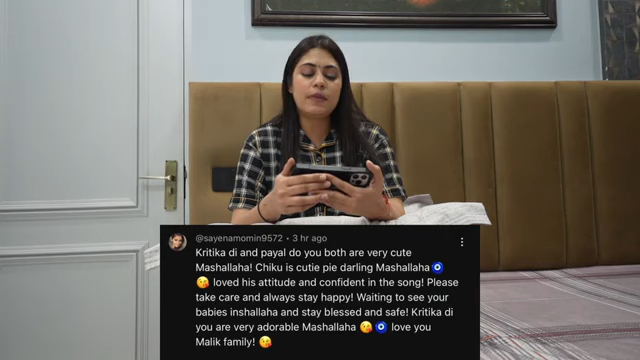 @sayenamomin9572 • 3 hr ago
Kritika di and payal do you both are very cute
Mashallaha! Chiku is cutie pie darling Mashallaha🧿
😘 loved his attitude and confident in the song! Please
take care and always stay happy! Waiting to see your
babies inshallaha and stay blessed and safe! Kritika di
you are very adorable Mashallaha 😘🧿 love you
Malik family! 😘